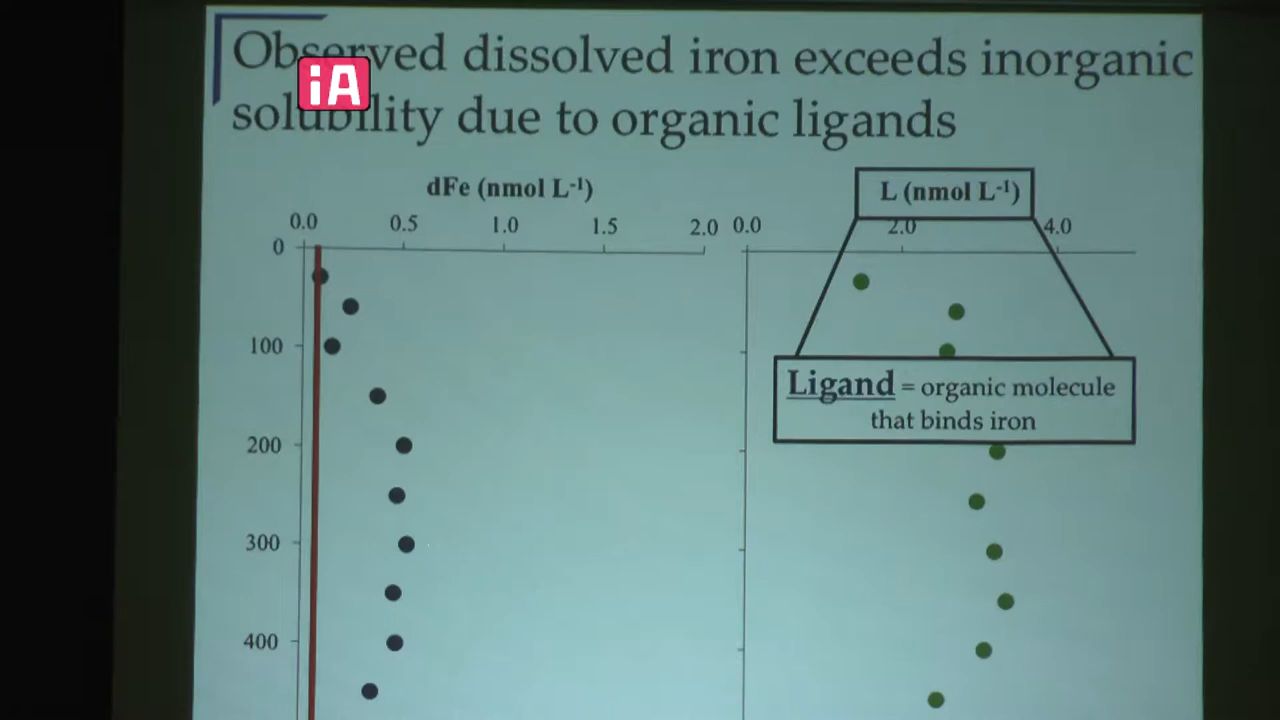 Observed dissolved iron exceeds inorganic
iA
solubility due to organic ligands
dFe (nmol L⁻¹)
L (nmol L⁻¹)
0.0 0.5 1.0 1.5 2.0
0.0 2.0 4.0
0
100
200
300
400
Ligand = organic molecule
that binds iron